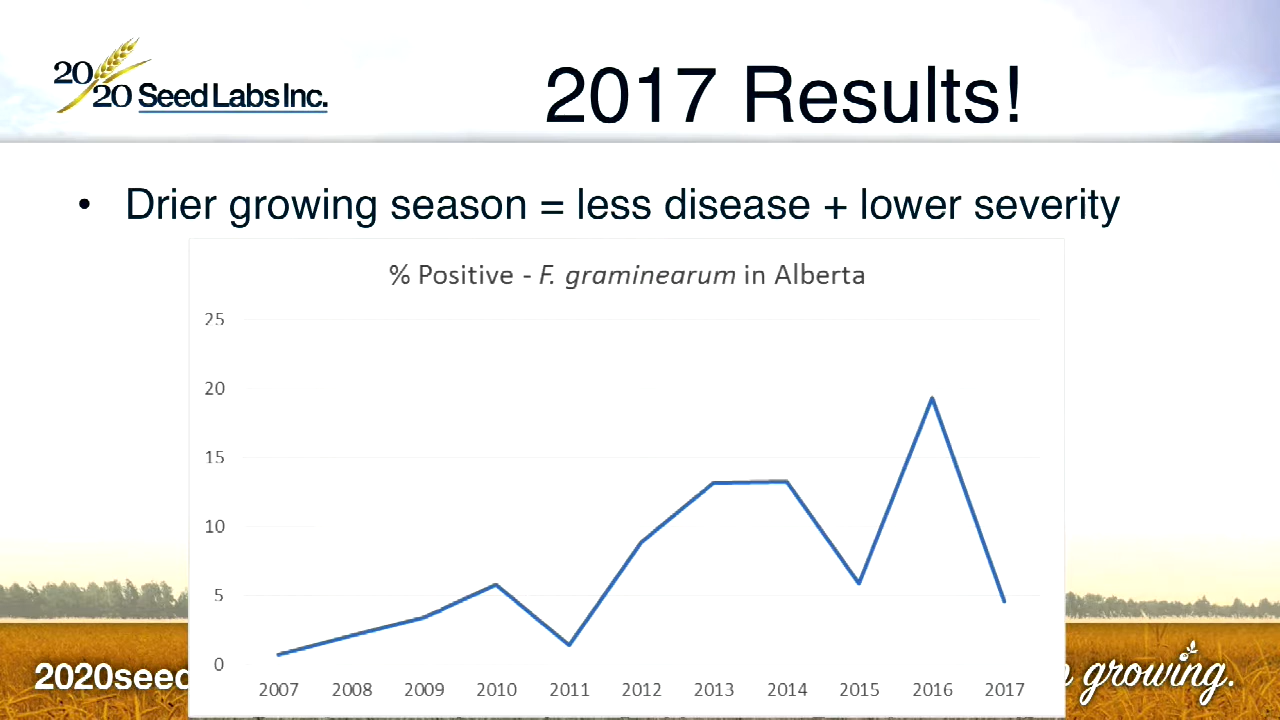 20
20 Seed Labs Inc.
2017 Results!
• Drier growing season = less disease + lower severity
% Positive - F. graminearum in Alberta
25
20
15
10
5
0
2007 2008 2009 2010 2011 2012 2013 2014 2015 2016 2017
2020seed
growing.